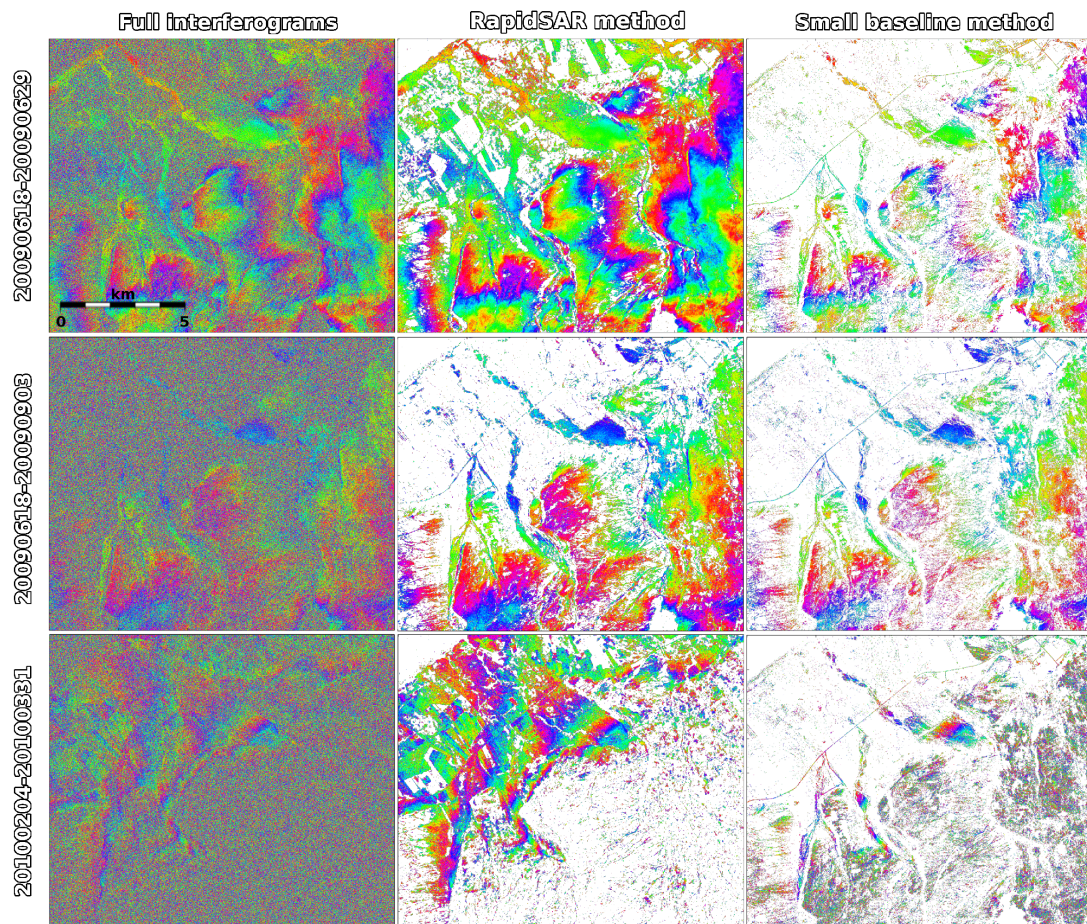 Full interferograms
RapidSAR method
Small baseline method
20090618-20090629
km
0 5
20090618-20090903
20100204-20100331